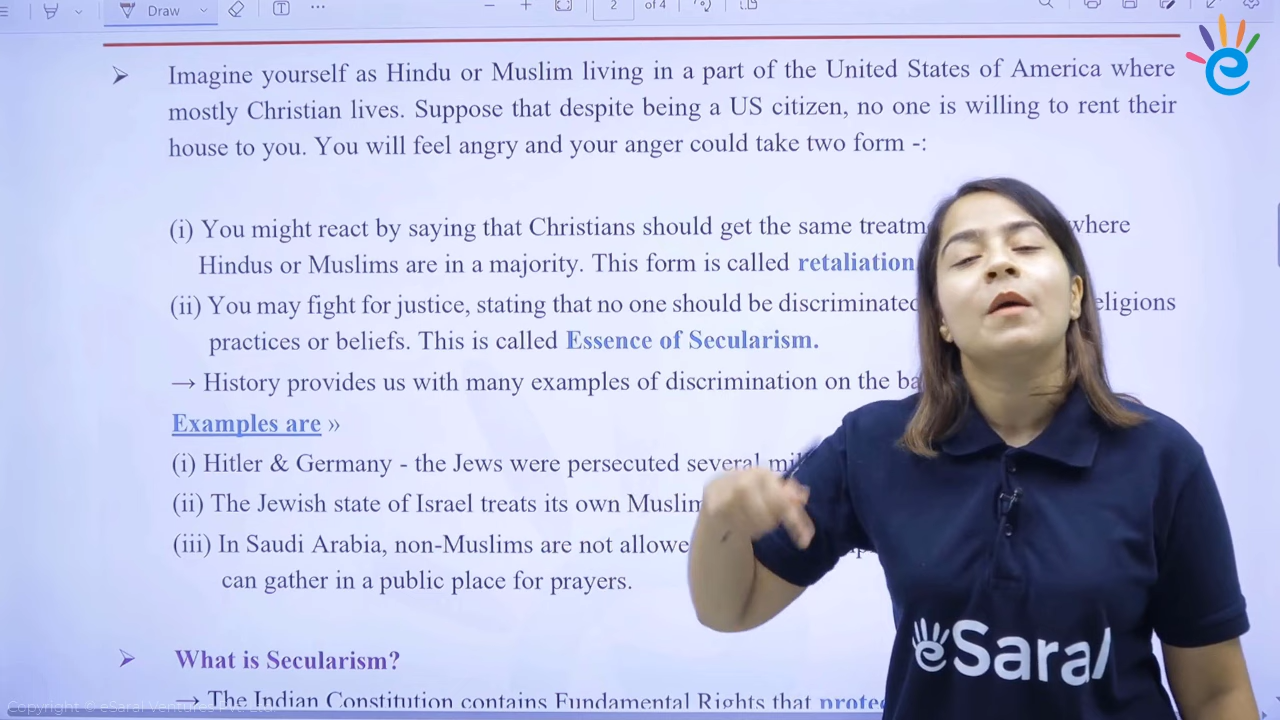 Draw
2
of 4
Imagine yourself as Hindu or Muslim living in a part of the United States of America where
mostly Christian lives. Suppose that despite being a US citizen, no one is willing to rent their
house to you. You will feel angry and your anger could take two form -:
(i) You might react by saying that Christians should get the same where
Hindus or Muslims are in a majority. This form is called retaliation
(ii) You may fight for justice, stating that no one should be discriminated
practices or beliefs. This is called Essence of Secularism.
→ History provides us with many examples of discrimination on the
Examples are »
(i) Hitler & Germany - the Jews were persecuted several
(ii) The Jewish state of Israel treats its own
(iii) In Saudi Arabia, non-Muslims are not
can gather in a public place for prayers.
What is Secularism?
→ The Indian Constitution contains Fundamental Rights that
eSaral
Copyright © eSaral Ventures Pvt. Ltd.